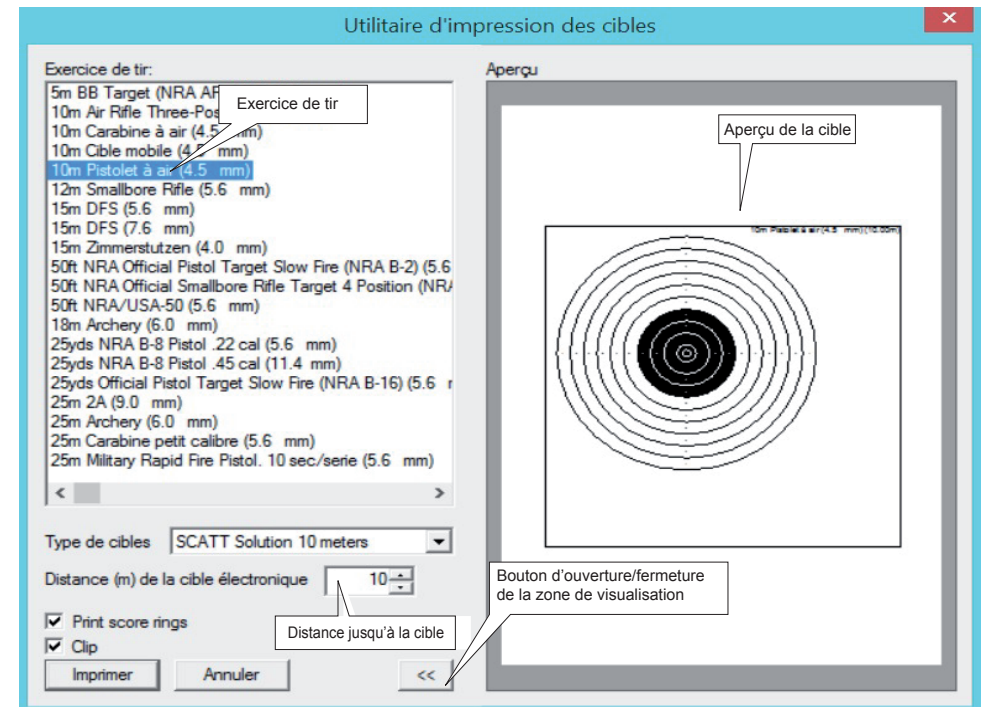 Utilitaire d'impression des cibles
Exercice de tir:
5m BB Target (NRA
10m Air Rifle
10m Carabine à air (4.5 mm)
10m Cible mobile (4.5 mm)
10m Pistolet à air (4.5 mm)
12m Smallbore Rifle (5.6 mm)
15m DFS (5.6 mm)
15m DFS (7.6 mm)
15m Zimmerstutzen (4.0 mm)
50ft NRA Official Pistol Target Slow Fire (NRA B-2) (5.6
50ft NRA Official Smallbore Rifle Target 4 Position (NRA
50ft NRA/USA-50 (5.6 mm)
18m Archery (6.0 mm)
25yds NRA B-8 Pistol .22 cal (5.6 mm)
25yds NRA B-8 Pistol .45 cal (11.4 mm)
25yds Official Pistol Target Slow Fire (NRA B-16) (5.6
25m 2A (9.0 mm)
25m Archery (6.0 mm)
25m Carabine petit calibre (5.6 mm)
25m Military Rapid Fire Pistol. 10 sec/serie (5.6 mm)
Exercice de tir
Type de cibles SCATT Solution 10 meters
Distance (m) de la cible électronique 10
Print score rings
Clip
Distance jusqu'à la cible
Imprimer Annuler <<
Aperçu
Aperçu de la cible
10m Pistolet à air (4.5 mm) (10.00m)
Bouton d'ouverture/fermeture
de la zone de visualisation